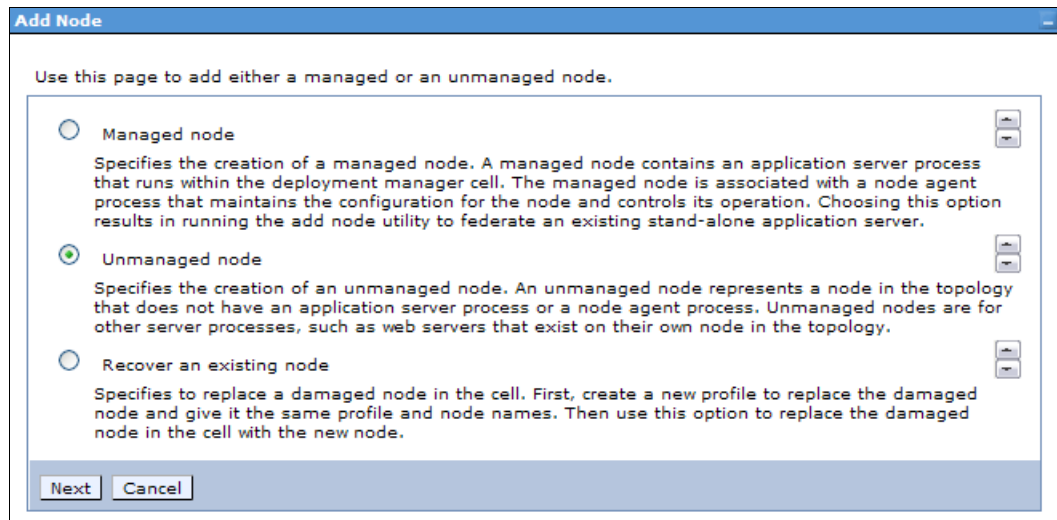 Add Node
Use this page to add either a managed or an unmanaged node.
Managed node
Specifies the creation of a managed node. A managed node contains an application server process
that runs within the deployment manager cell. The managed node is associated with a node agent
process that maintains the configuration for the node and controls its operation. Choosing this option
results in running the add node utility to federate an existing stand-alone application server.
Unmanaged node
Specifies the creation of an unmanaged node. An unmanaged node represents a node in the topology
that does not have an application server process or a node agent process. Unmanaged nodes are for
other server processes, such as web servers that exist on their own node in the topology.
Recover an existing node
Specifies to replace a damaged node in the cell. First, create a new profile to replace the damaged
node and give it the same profile and node names. Then use this option to replace the damaged
node in the cell with the new node.
Next Cancel